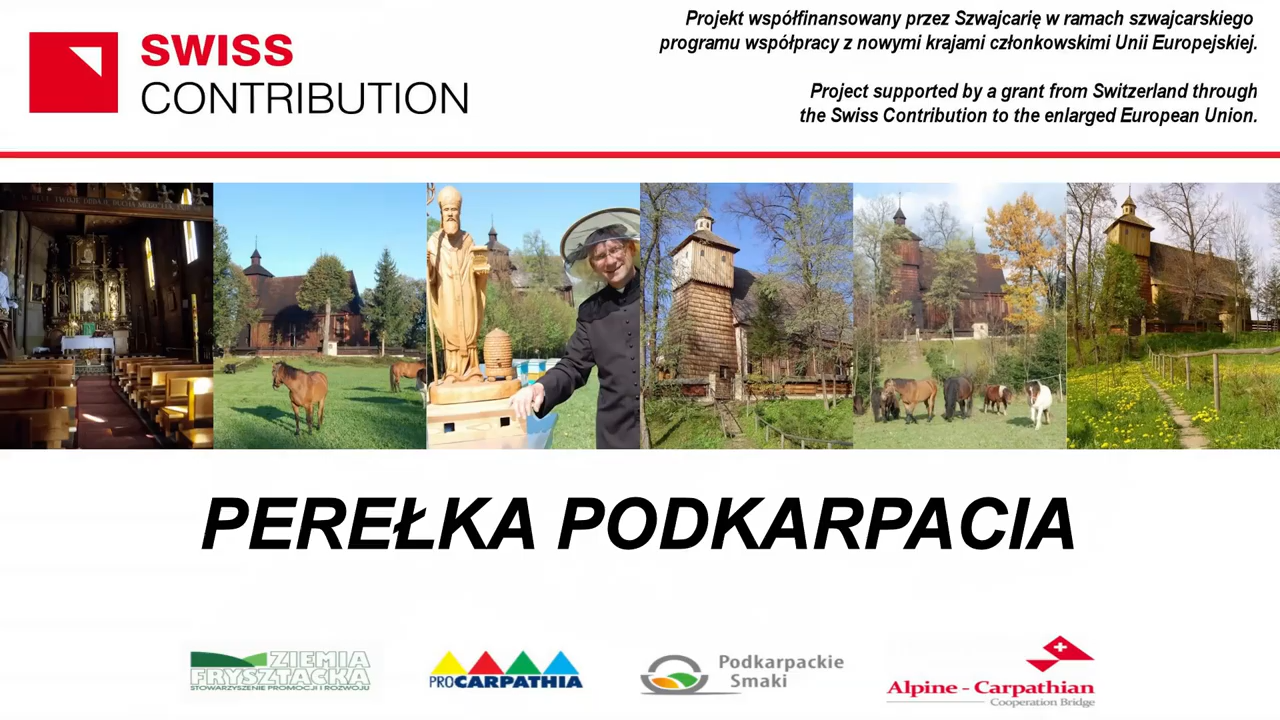 SWISS
CONTRIBUTION
Projekt współfinansowany przez Szwajcarię w ramach szwajcarskiego
programu współpracy z nowymi krajami członkowskimi Unii Europejskiej.
Project supported by a grant from Switzerland through
the Swiss Contribution to the enlarged European Union.
PEREŁKA PODKARPACIA
ZIEMIA
FRYSZTACKA
STOWARZYSZENIE PROMOCJI I ROZWOJU
PROCARPATHIA
Podkarpackie
Smaki
Alpine - Carpathian
Cooperation Bridge